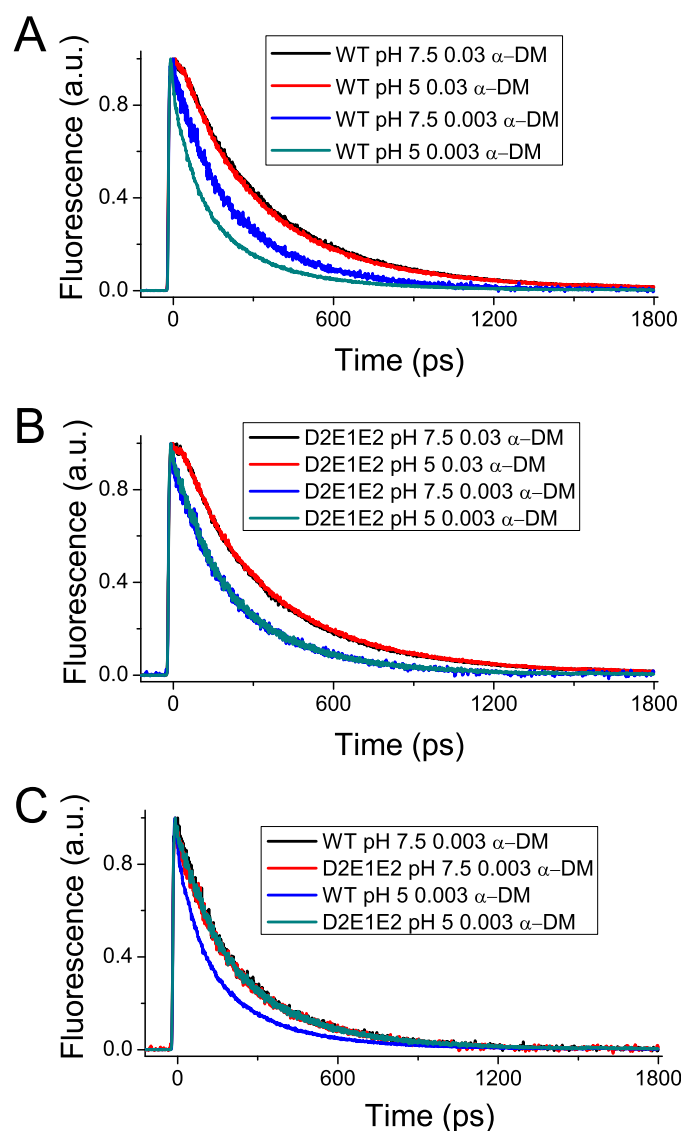 A
WT pH 7.5 0.03 α−DM
WT pH 5 0.03 α−DM
WT pH 7.5 0.003 α−DM
WT pH 5 0.003 α−DM
Fluorescence (a.u.)
0.8
0.4
0.0
0 600 1200 1800
Time (ps)
B
D2E1E2 pH 7.5 0.03 α−DM
D2E1E2 pH 5 0.03 α−DM
D2E1E2 pH 7.5 0.003 α−DM
D2E1E2 pH 5 0.003 α−DM
Fluorescence (a.u.)
0.8
0.4
0.0
0 600 1200 1800
Time (ps)
C
WT pH 7.5 0.003 α−DM
D2E1E2 pH 7.5 0.003 α−DM
WT pH 5 0.003 α−DM
D2E1E2 pH 5 0.003 α−DM
Fluorescence (a.u.)
0.8
0.4
0.0
0 600 1200 1800
Time (ps)